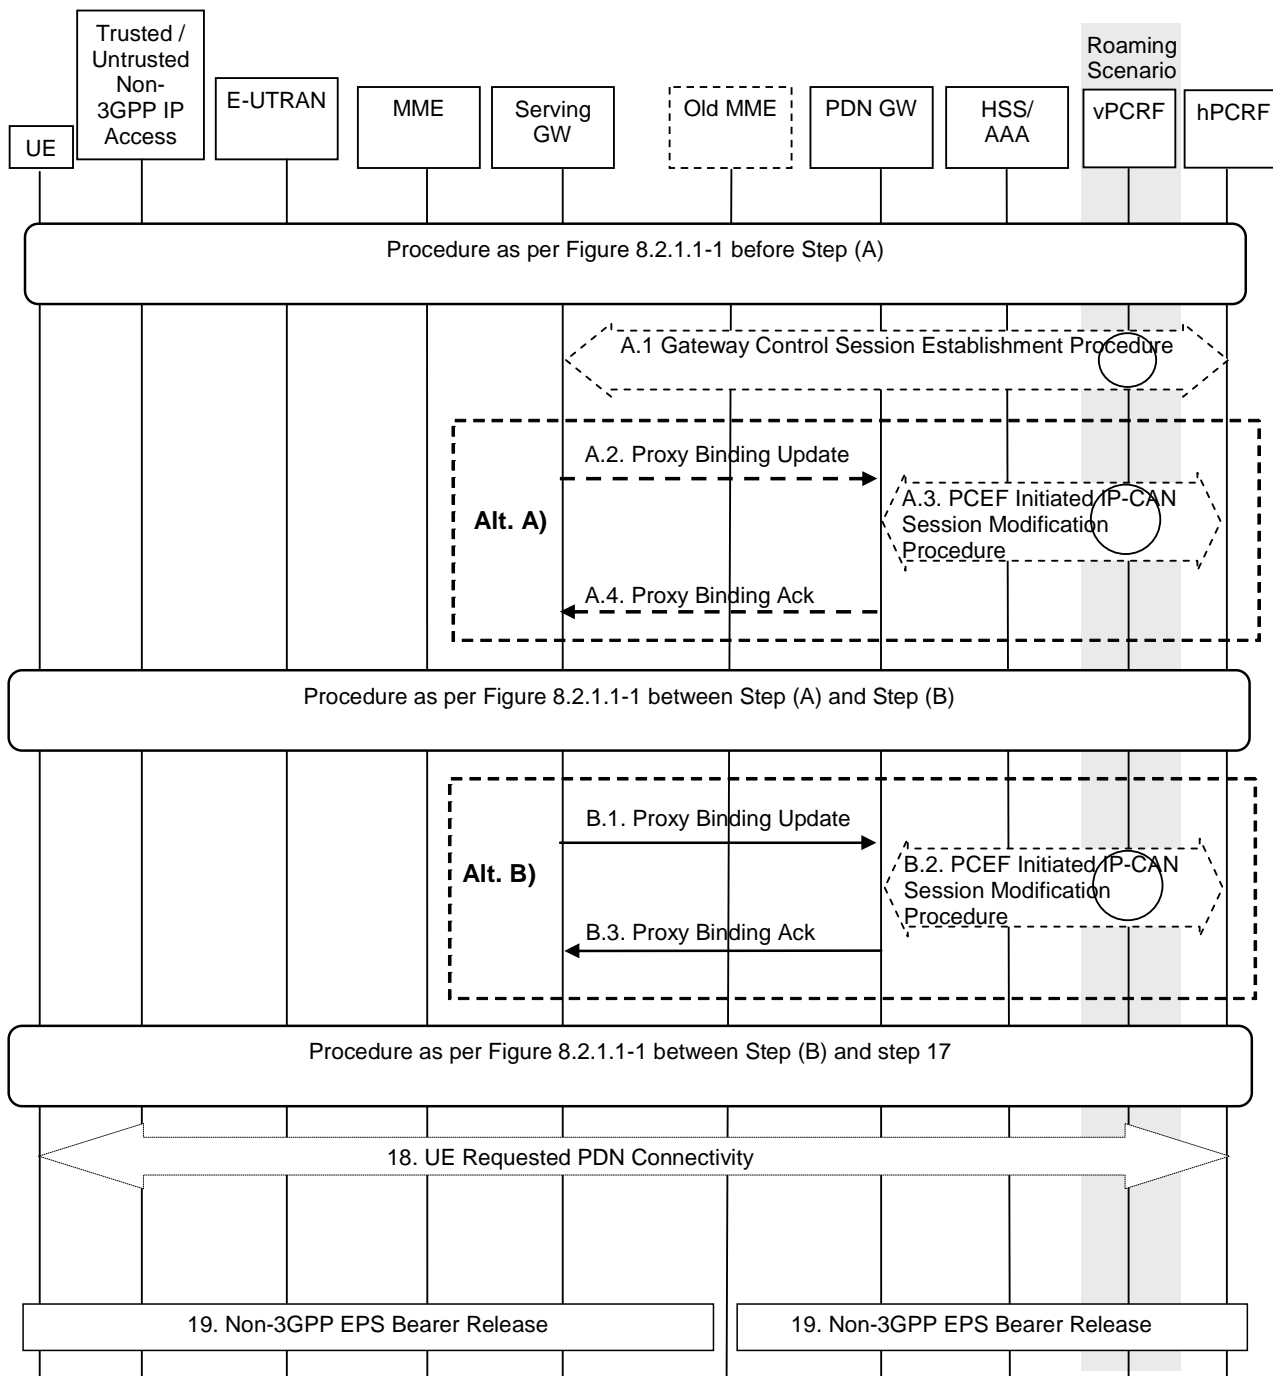 Trusted /
Untrusted
Non-
3GPP IP
Access
Roaming
Scenario
UE
E-UTRAN
MME
Serving
GW
Old MME
PDN GW
HSS/
AAA
vPCRF
hPCRF
Procedure as per Figure 8.2.1.1-1 before Step (A)
A.1 Gateway Control Session Establishment Procedure
Alt. A)
A.2. Proxy Binding Update
A.3. PCEF Initiated IP-CAN
Session Modification
Procedure
A.4. Proxy Binding Ack
Procedure as per Figure 8.2.1.1-1 between Step (A) and Step (B)
Alt. B)
B.1. Proxy Binding Update
B.2. PCEF Initiated IP-CAN
Session Modification
Procedure
B.3. Proxy Binding Ack
Procedure as per Figure 8.2.1.1-1 between Step (B) and step 17
18. UE Requested PDN Connectivity
19. Non-3GPP EPS Bearer Release
19. Non-3GPP EPS Bearer Release